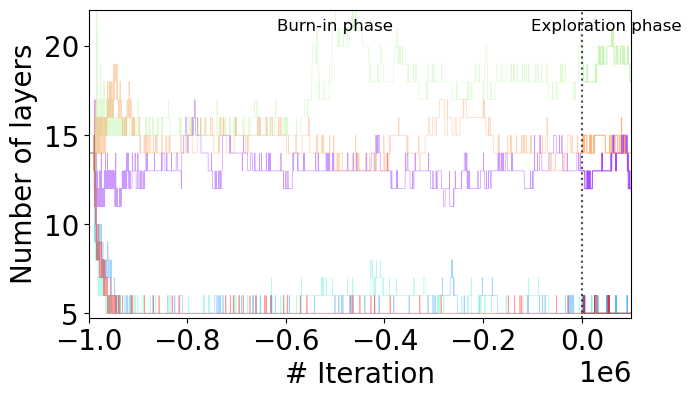 Burn-in phase
Exploration phase
20
15
10
5
Number of layers
−1.0 −0.8 −0.6 −0.4 −0.2 0.0
# Iteration
1e6